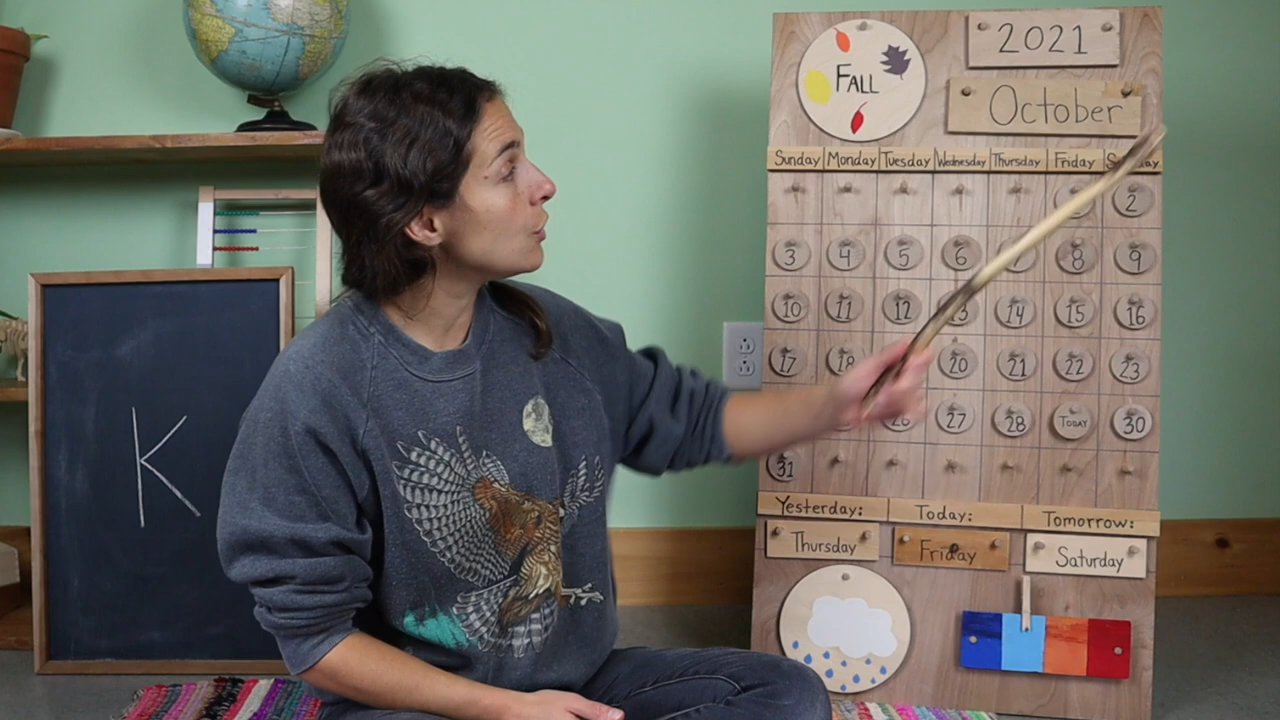 2021
FALL
October
Sunday Monday Tuesday Wednesday Thursday Friday
2
3 4 5 6 8 9
10 11 12 13 14 15 16
17 18 20 21 22 23
26 27 28 TODAY 30
31
Yesterday: Today: Tomorrow:
Thursday Friday Saturday
K